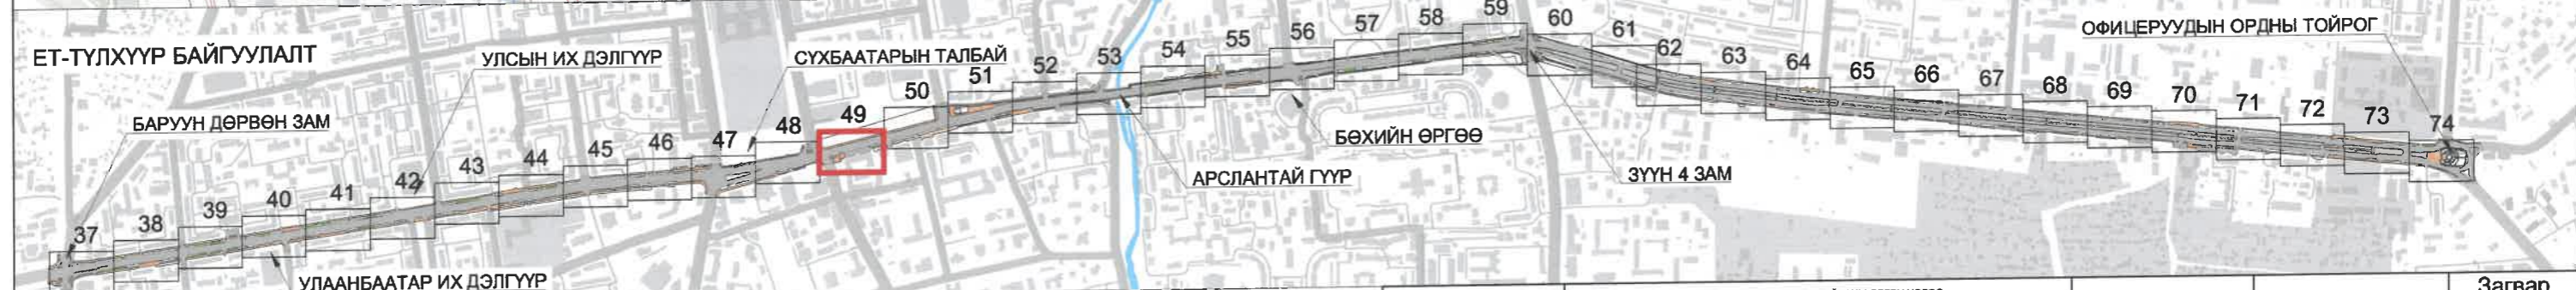 ЕТ-ТҮЛХҮҮР БАЙГУУЛАЛТ
УЛСЫН ИХ ДЭЛГҮҮР
СҮХБААТАРЫН ТАЛБАЙ
ОФИЦЕРУУДЫН ОРДНЫ ТОЙРОГ
БАРУУН ДӨРВӨН ЗАМ
БӨХИЙН ӨРГӨӨ
АРСЛАНТАЙ ГҮҮР
ЗҮҮН 4 ЗАМ
УЛААНБААТАР ИХ ДЭЛГҮҮР
37 38 39 40 41 42 43 44 45 46 47 48 49 50 51 52 53 54 55 56 57 58 59 60 61 62 63 64 65 66 67 68 69 70 71 72 73 74
Загвар